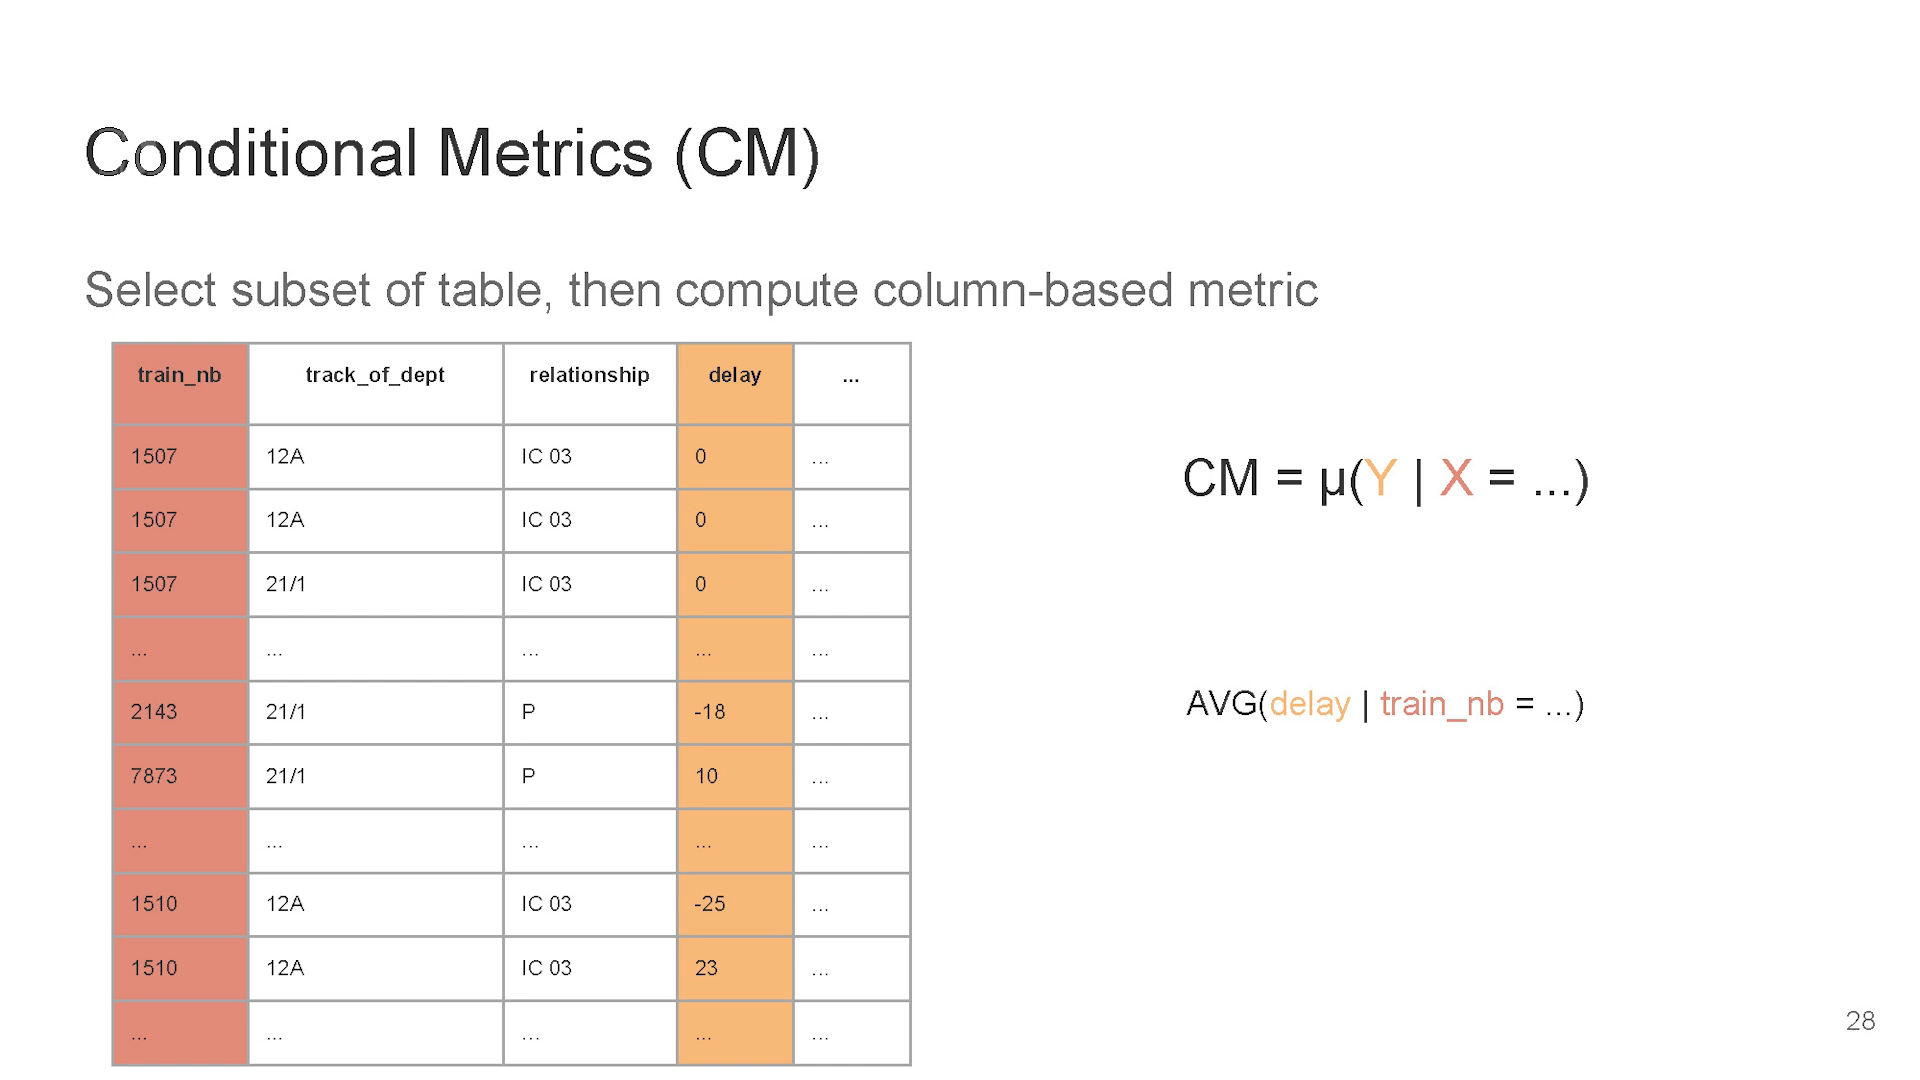 Conditional Metrics (CM)
Select subset of table, then compute column-based metric
train_nb track_of_dept relationship delay ...
1507 12A IC 03 0 ...
1507 12A IC 03 0 ...
1507 21/1 IC 03 0 ...
... ... ... ... ...
2143 21/1 P -18 ...
7873 21/1 P 10 ...
... ... ... ... ...
1510 12A IC 03 -25 ...
1510 12A IC 03 23 ...
... ... ... ... ...
CM = μ(Y | X = ...)
AVG(delay | train_nb = ...)
28